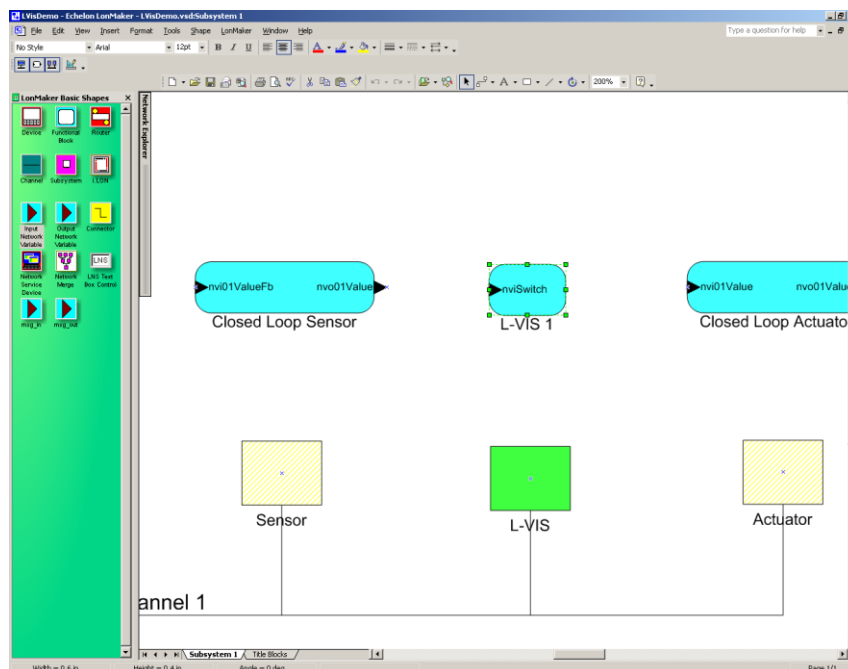 LVisDemo - Echelon LonMaker - [LVisDemo.vsd:Subsystem 1]
File Edit View Insert Format Tools Shape LonMaker Window Help
Type a question for help
No Style Arial 12pt B I U
200%
LonMaker Basic Shapes X
Network Explorer
Device
Functional Block
Router
Channel
Subsystem
i.LON
Input Network Variable
Output Network Variable
Connector
LNS
Network Service Device
Network Merge
LNS Text Box Control
msg_in
msg_out
nvi01ValueFb nvo01Value
Closed Loop Sensor
nviSwitch
L-VIS 1
nvi01Value nvo01Valu
Closed Loop Actuato
Sensor
L-VIS
Actuator
annel 1
Subsystem 1 Title Blocks
Width = 0.6 in. Height = 0.4 in. Angle = 0 deg. Page 1/1